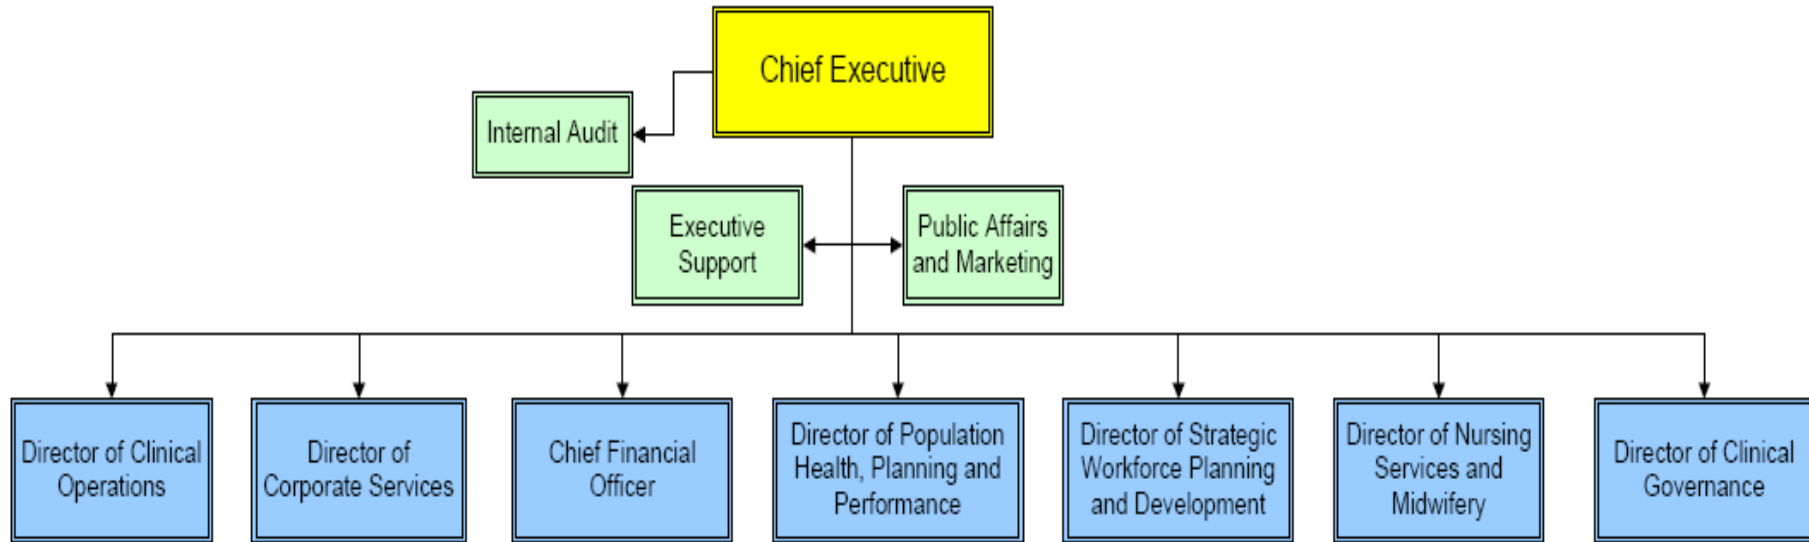 Chief Executive
Internal Audit
Executive
Support
Public Affairs
and Marketing
Director of Clinical
Operations
Director of
Corporate Services
Chief Financial
Officer
Director of Population
Health, Planning and
Performance
Director of Strategic
Workforce Planning
and Development
Director of Nursing
Services and
Midwifery
Director of Clinical
Governance